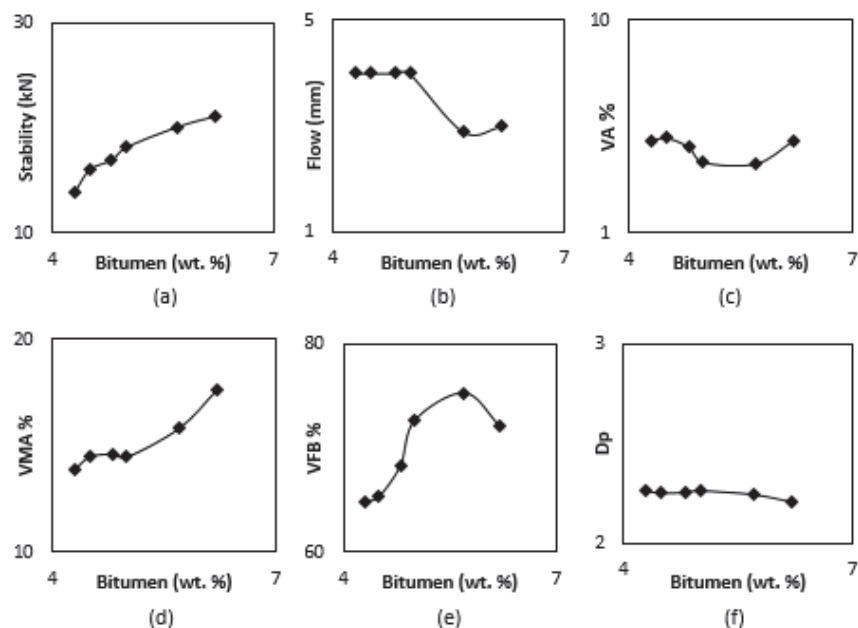 30
Stability (kN)
10
4
Bitumen (wt. %)
7
(a)
5
Flow (mm)
1
4
Bitumen (wt. %)
7
(b)
10
VA %
1
4
Bitumen (wt. %)
7
(c)
20
VMA %
10
4
Bitumen (wt. %)
7
(d)
80
VFB %
60
4
Bitumen (wt. %)
7
(e)
3
Dp
2
4
Bitumen (wt. %)
7
(f)